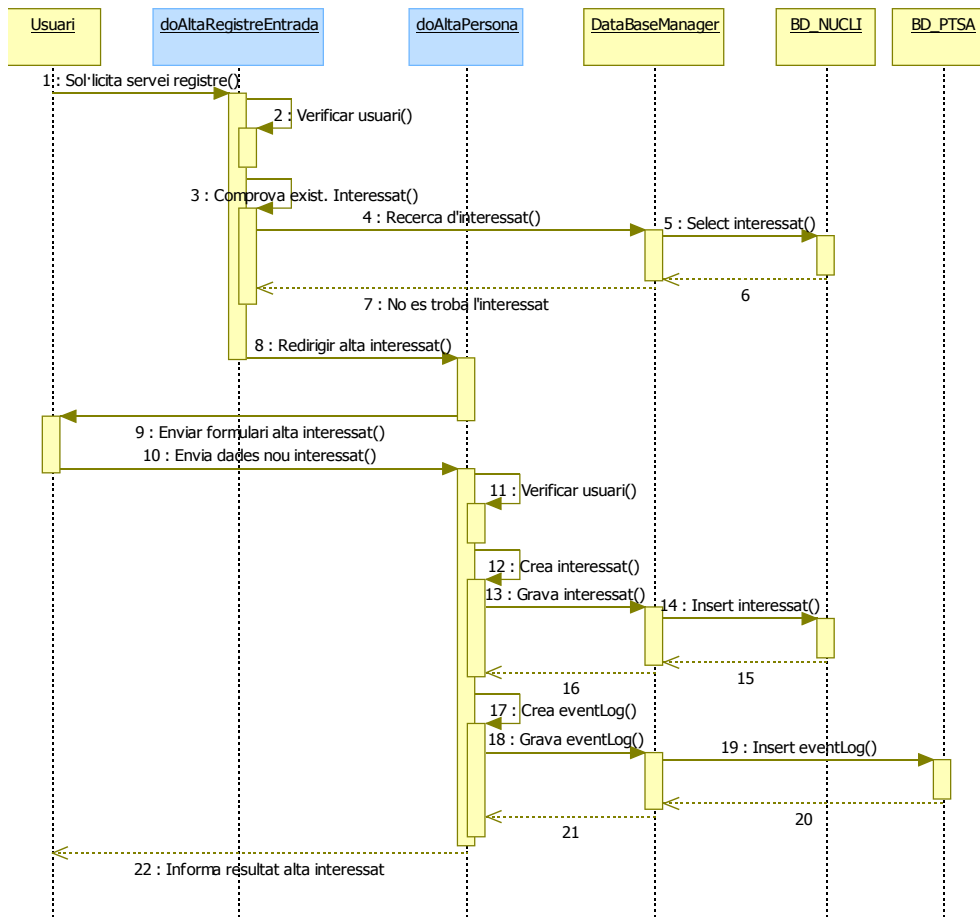 Usuari
doAltaRegistreEntrada
doAltaPersona
DataBaseManager
BD_NUCLI
BD_PTSA
1 : Sol·licita servei registre()
2 : Verificar usuari()
3 : Comprova exist. Interessat()
4 : Recerca d'interessat()
5 : Select interessat()
6
7 : No es troba l'interessat
8 : Redirigir alta interessat()
9 : Enviar formulari alta interessat()
10 : Envia dades nou interessat()
11 : Verificar usuari()
12 : Crea interessat()
13 : Grava interessat()
14 : Insert interessat()
15
16
17 : Crea eventLog()
18 : Grava eventLog()
19 : Insert eventLog()
20
21
22 : Informa resultat alta interessat